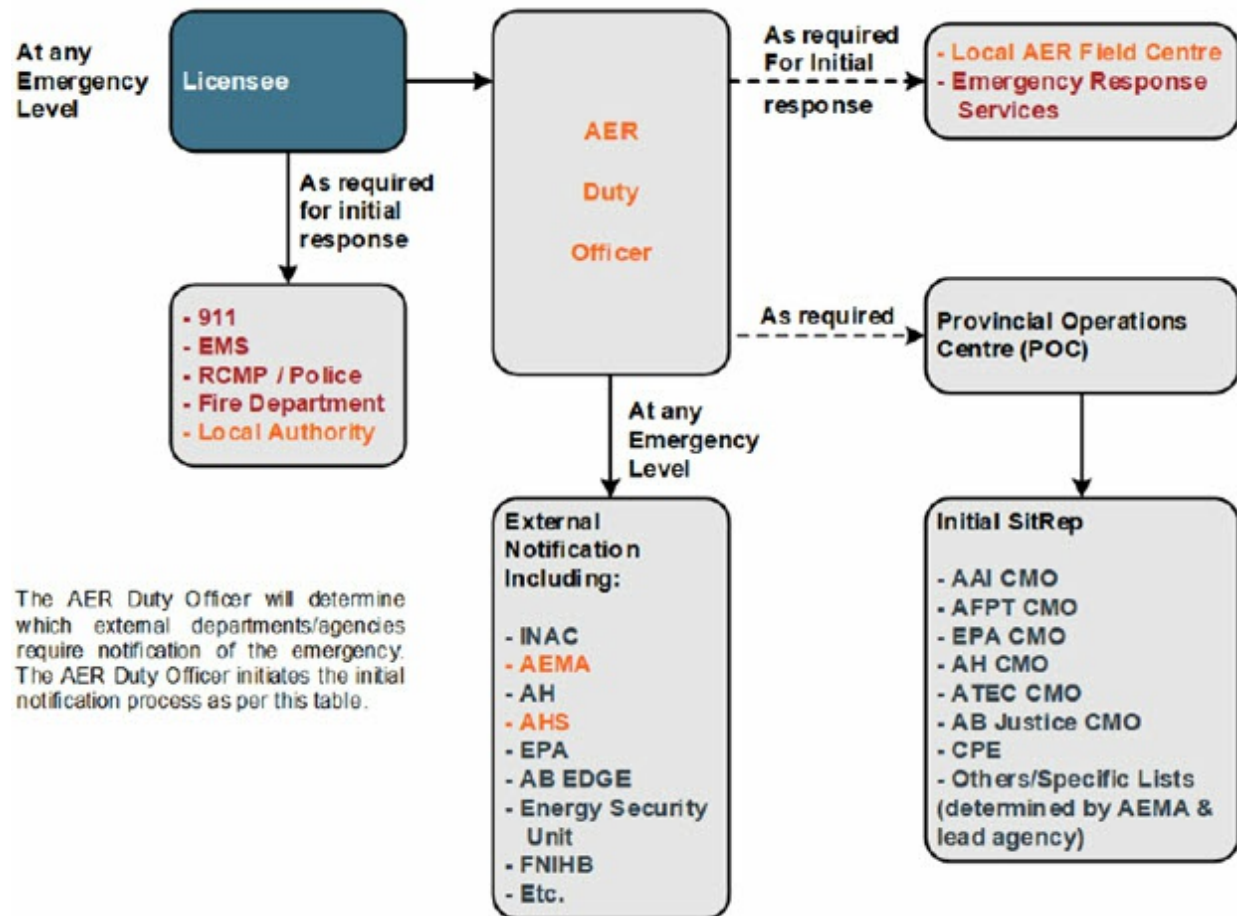 At any
Emergency
Level
Licensee
As required
For Initial
response
- Local AER Field Centre
- Emergency Response
Services
AER
Duty
Officer
As required
for initial
response
- 911
- EMS
- RCMP / Police
- Fire Department
- Local Authority
As required
Provincial Operations
Centre (POC)
At any
Emergency
Level
The AER Duty Officer will determine
which external departments/agencies
require notification of the emergency.
The AER Duty Officer initiates the initial
notification process as per this table.
External
Notification
Including:
- INAC
- AEMA
- AH
- AHS
- EPA
- AB EDGE
- Energy Security
Unit
- FNIHB
- Etc.
Initial SitRep
- AAI CMO
- AFPT CMO
- EPA CMO
- AH CMO
- ATEC CMO
- AB Justice CMO
- CPE
- Others/Specific Lists
(determined by AEMA &
lead agency)